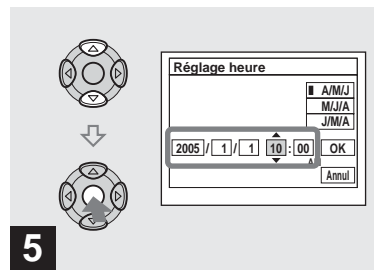 Réglage heure
A/M/J
M/J/A
J/M/A
2005 / 1 / 1 10 : 00 OK
Annul
5